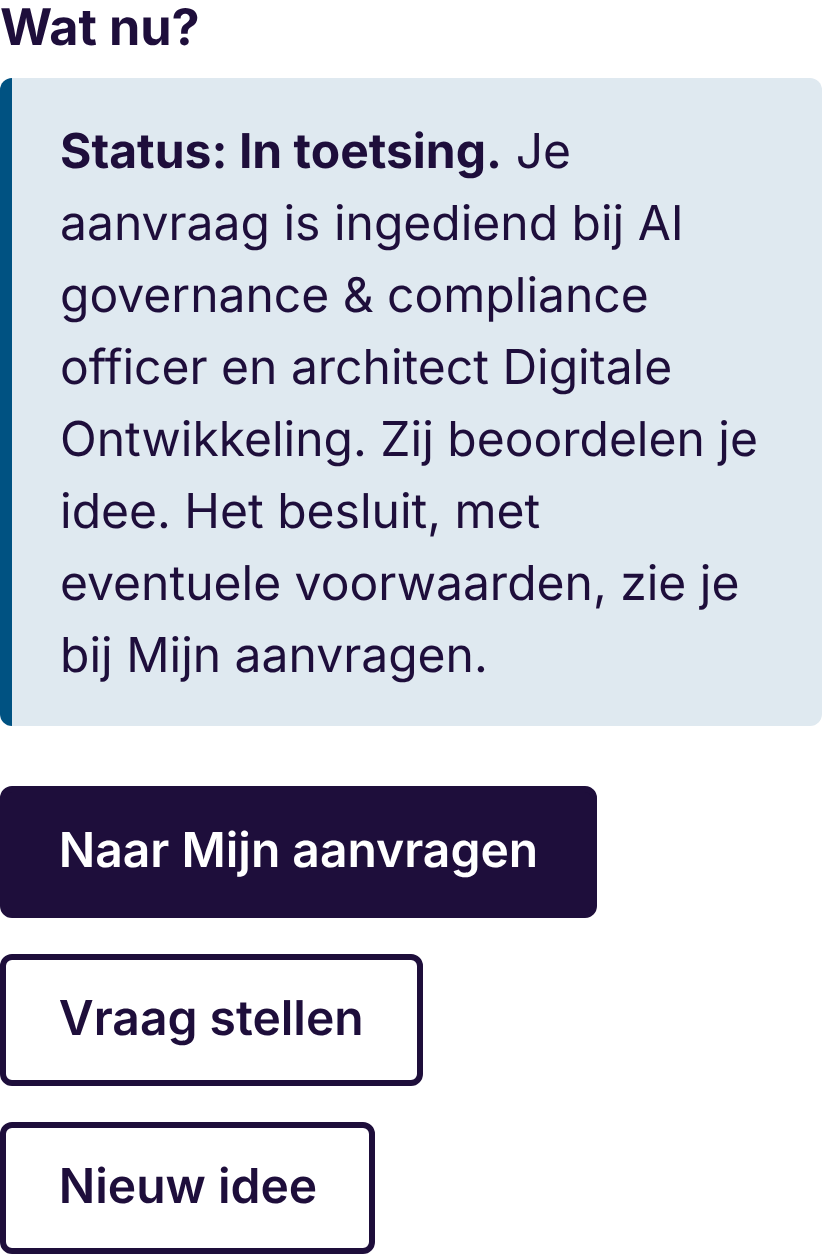 Wat nu?
Status: In toetsing. Je
aanvraag is ingediend bij AI
governance & compliance
officer en architect Digitale
Ontwikkeling. Zij beoordelen je
idee. Het besluit, met
eventuele voorwaarden, zie je
bij Mijn aanvragen.
Naar Mijn aanvragen
Vraag stellen
Nieuw idee